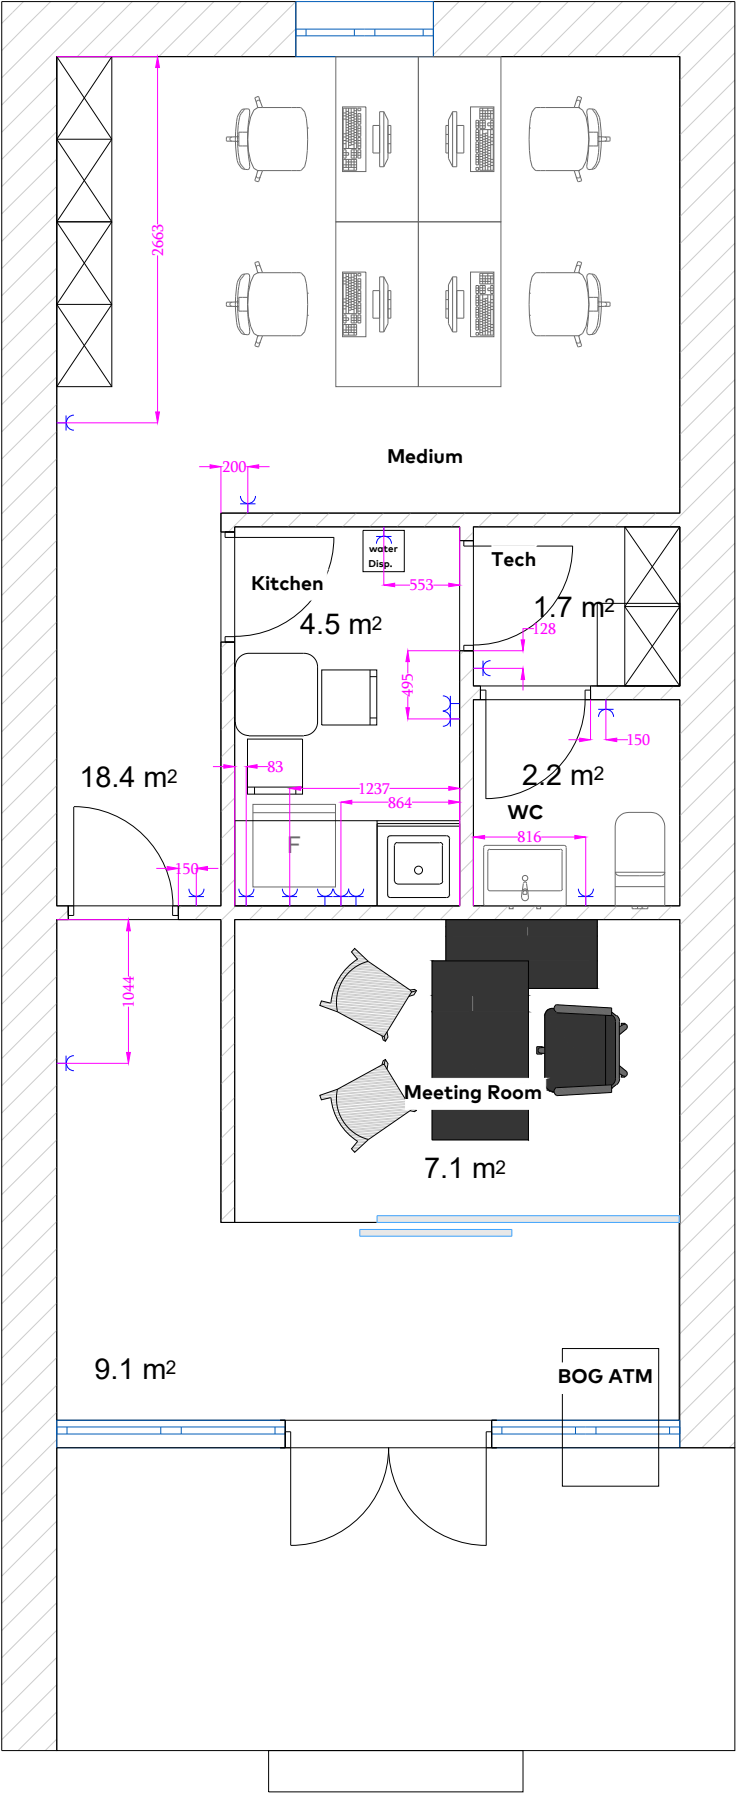 2663
Medium
200
water
Disp.
Tech
Kitchen
553
1.7 m²
4.5 m²
128
495
150
83
18.4 m²
2.2 m²
1237
864
WC
816
F
150
1044
Meeting Room
7.1 m²
9.1 m²
BOG ATM